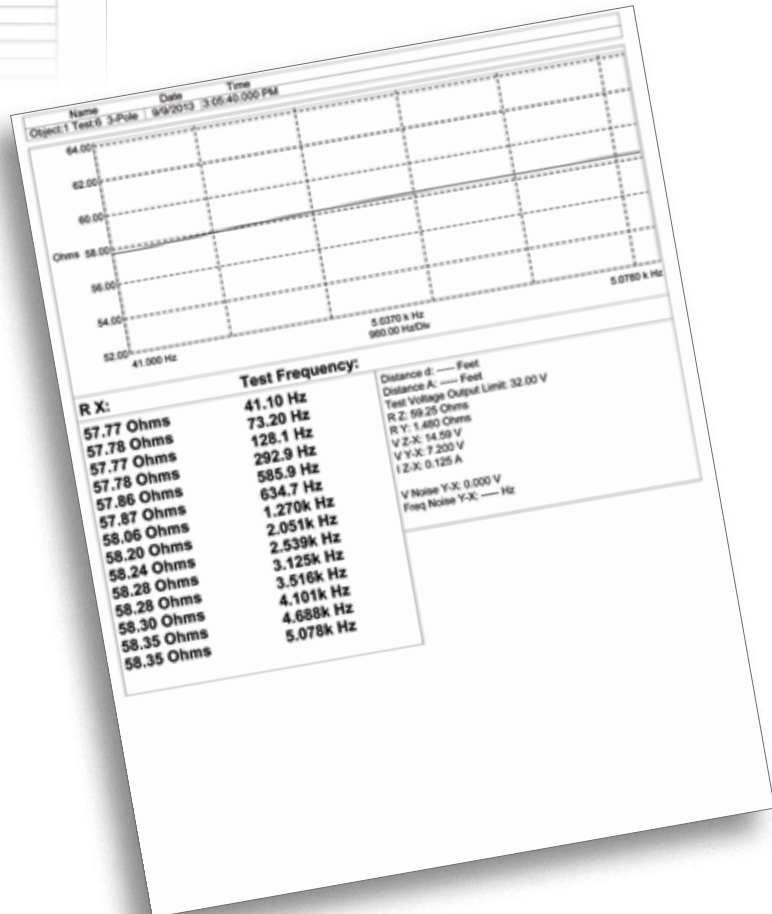 Name Date Time
Object:1 Test:6 3-Pole 9/9/2013 3:05:40.000 PM
64.00
62.00
60.00
Ohms 58.00
56.00
54.00
52.00
41.000 Hz
5.0370 k Hz
960.00 Hz/Div
5.0780 k Hz
R X: Test Frequency:
57.77 Ohms 41.10 Hz
57.78 Ohms 73.20 Hz
57.77 Ohms 128.1 Hz
57.78 Ohms 292.9 Hz
57.86 Ohms 585.9 Hz
57.87 Ohms 634.7 Hz
58.06 Ohms 1.270k Hz
58.20 Ohms 2.051k Hz
58.24 Ohms 2.539k Hz
58.28 Ohms 3.125k Hz
58.28 Ohms 3.516k Hz
58.30 Ohms 4.101k Hz
58.35 Ohms 4.688k Hz
58.35 Ohms 5.078k Hz
Distance d: ---- Feet
Distance A: ---- Feet
Test Voltage Output Limit: 32.00 V
R Z: 59.25 Ohms
R Y: 1.480 Ohms
V Z-X: 14.59 V
V Y-X: 7.200 V
I Z-X: 0.125 A
V Noise Y-X: 0.000 V
Freq Noise Y-X: ---- Hz